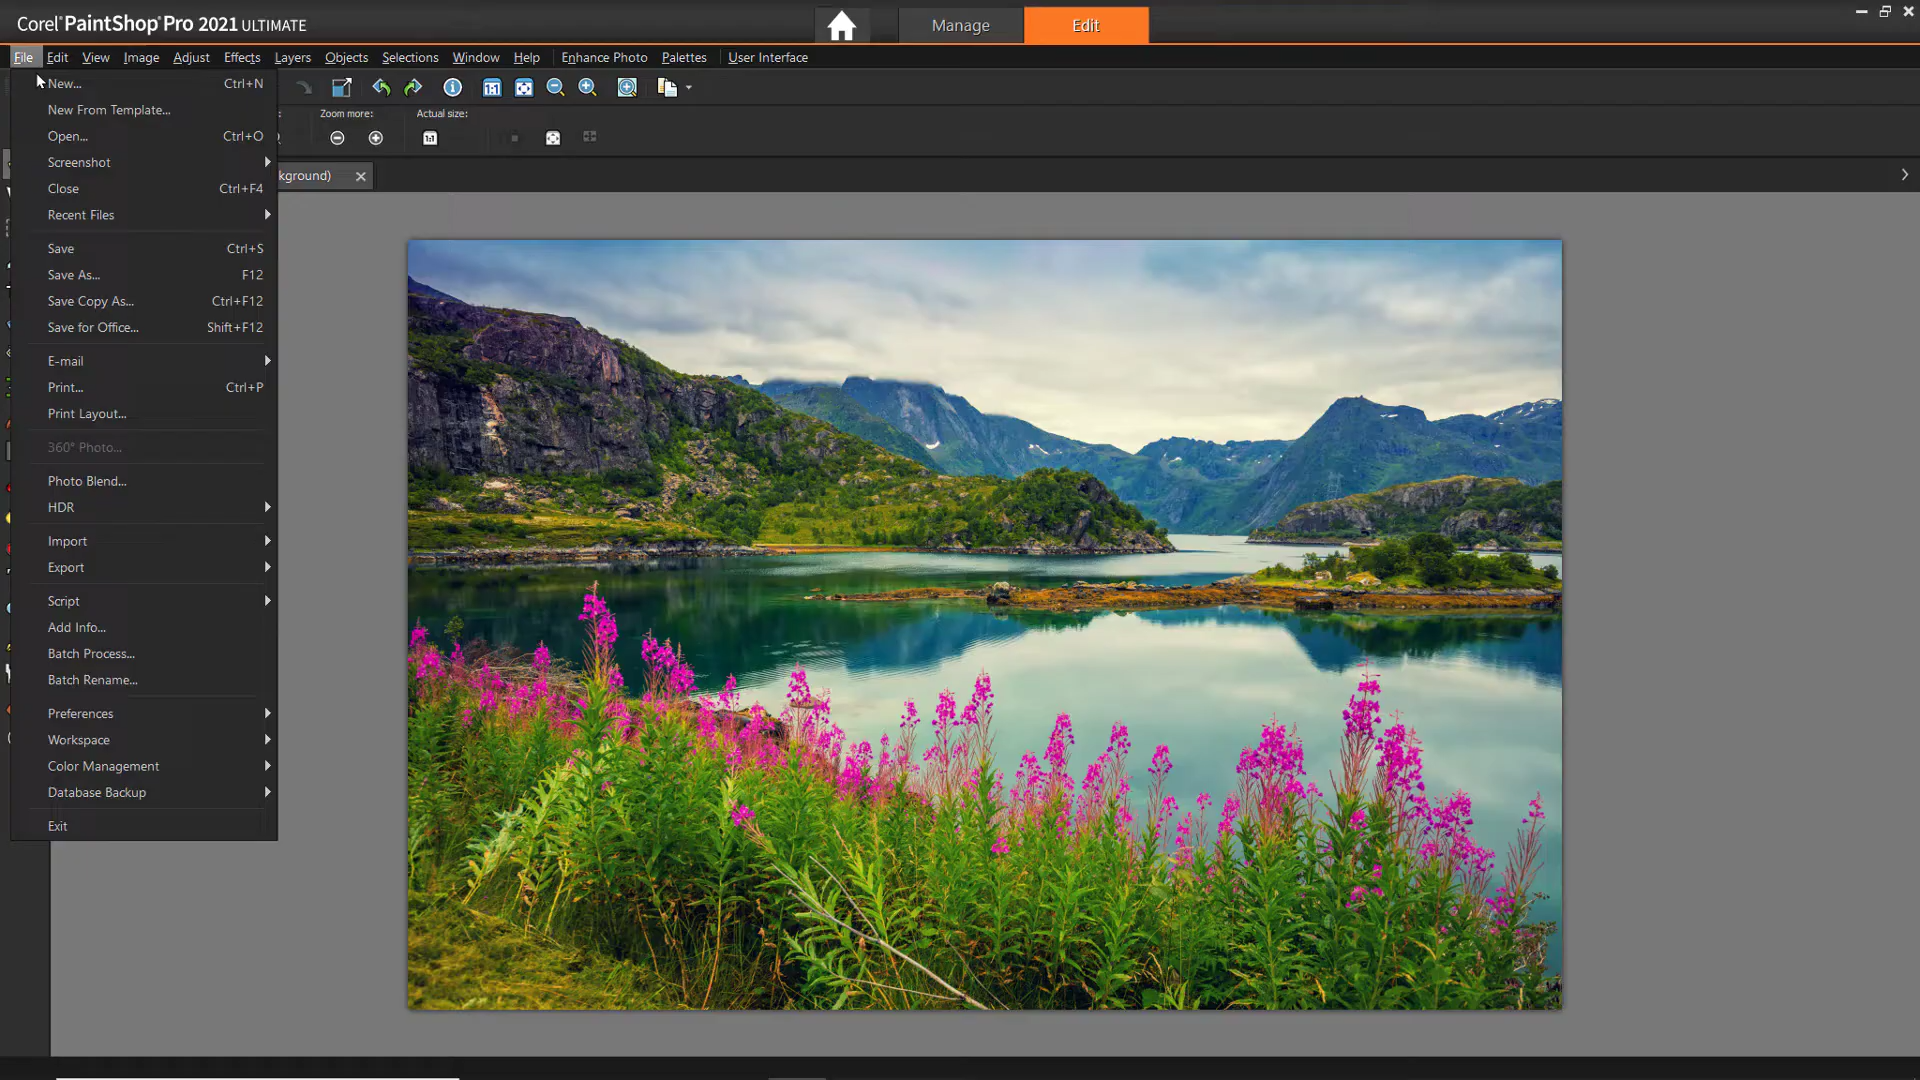 Corel® PaintShop® Pro 2021 ULTIMATE
Manage
Edit
File Edit View Image Adjust Effects Layers Objects Selections Window Help Enhance Photo Palettes User Interface
New... Ctrl+N
New From Template...
Open... Ctrl+O
Screenshot
Close Ctrl+F4
Recent Files
Save Ctrl+S
Save As... F12
Save Copy As... Ctrl+F12
Save for Office... Shift+F12
E-mail
Print... Ctrl+P
Print Layout...
360° Photo...
Photo Blend...
HDR
Import
Export
Script
Add Info...
Batch Process...
Batch Rename...
Preferences
Workspace
Color Management
Database Backup
Exit
1:1
Zoom more:
Actual size:
1:1
kground)